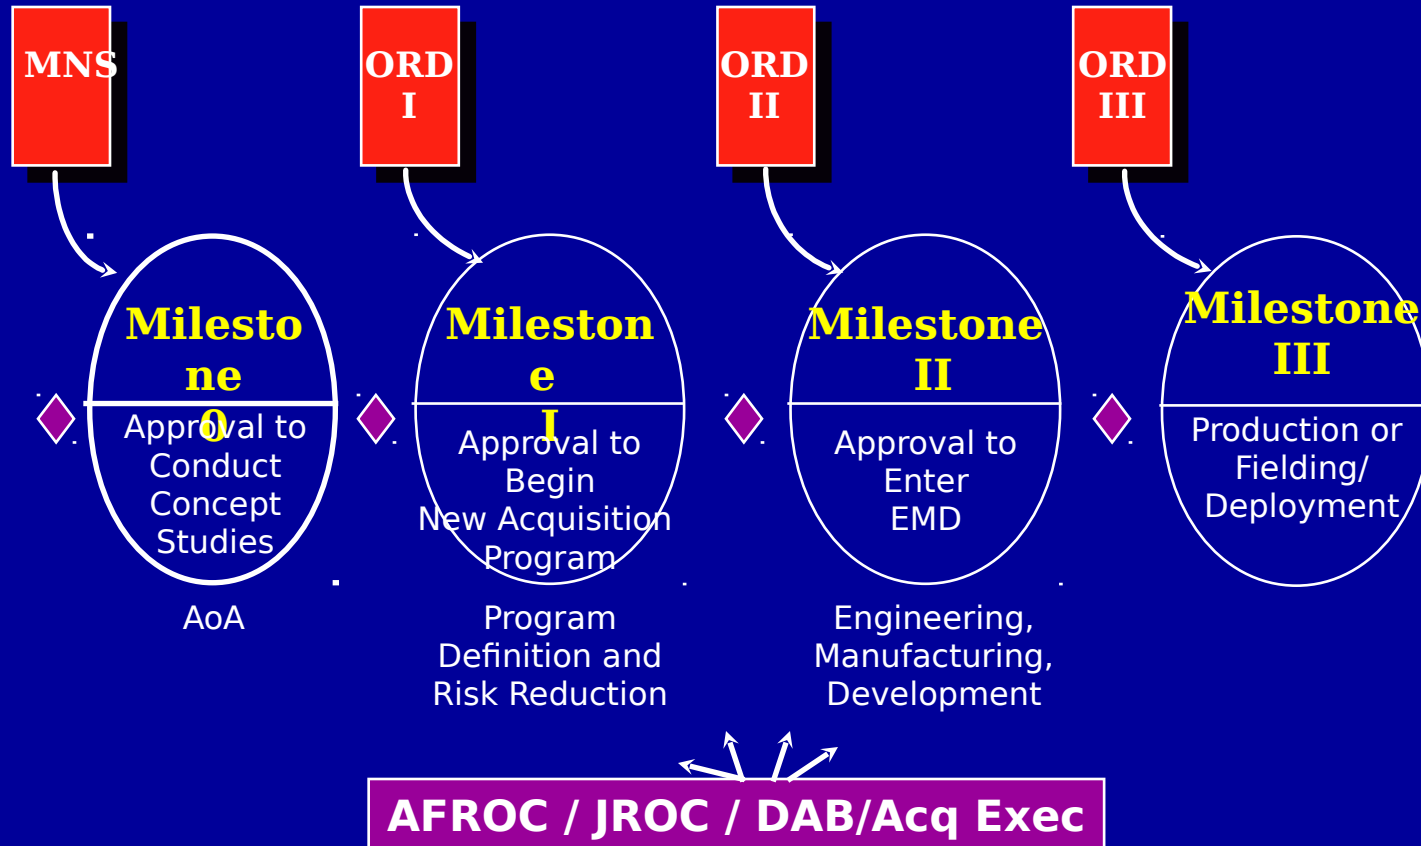 MNS
ORD
I
ORD
II
ORD
III
Milesto
ne
0
Approval to
Conduct
Concept
Studies
AoA
Mileston
e
I
Approval to
Begin
New Acquisition
Program
Program
Definition and
Risk Reduction
Milestone
II
Approval to
Enter
EMD
Engineering,
Manufacturing,
Development
Milestone
III
Production or
Fielding/
Deployment
AFROC / JROC / DAB/Acq Exec